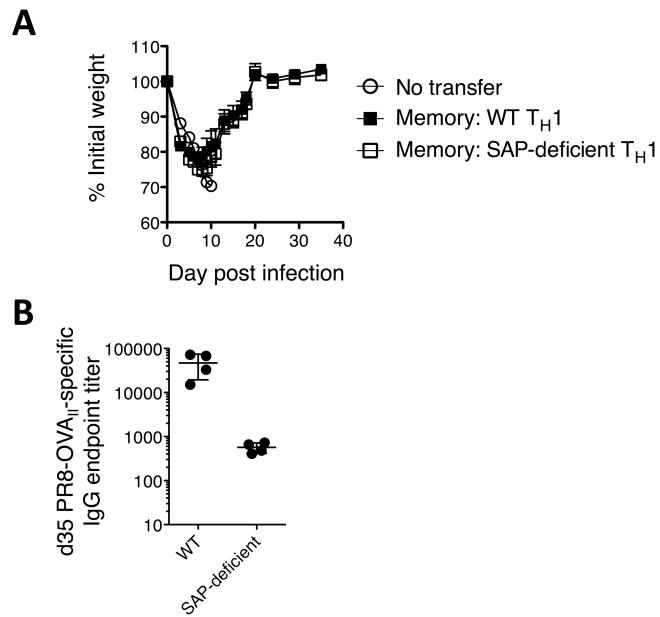 A
110
100
90
80
70
60
% Initial weight
0 10 20 30 40
Day post infection
No transfer
Memory: WT TH1
Memory: SAP-deficient TH1
B
d35 PR8-OVAII-specific
IgG endpoint titer
100000
10000
1000
100
10
WT
SAP-deficient